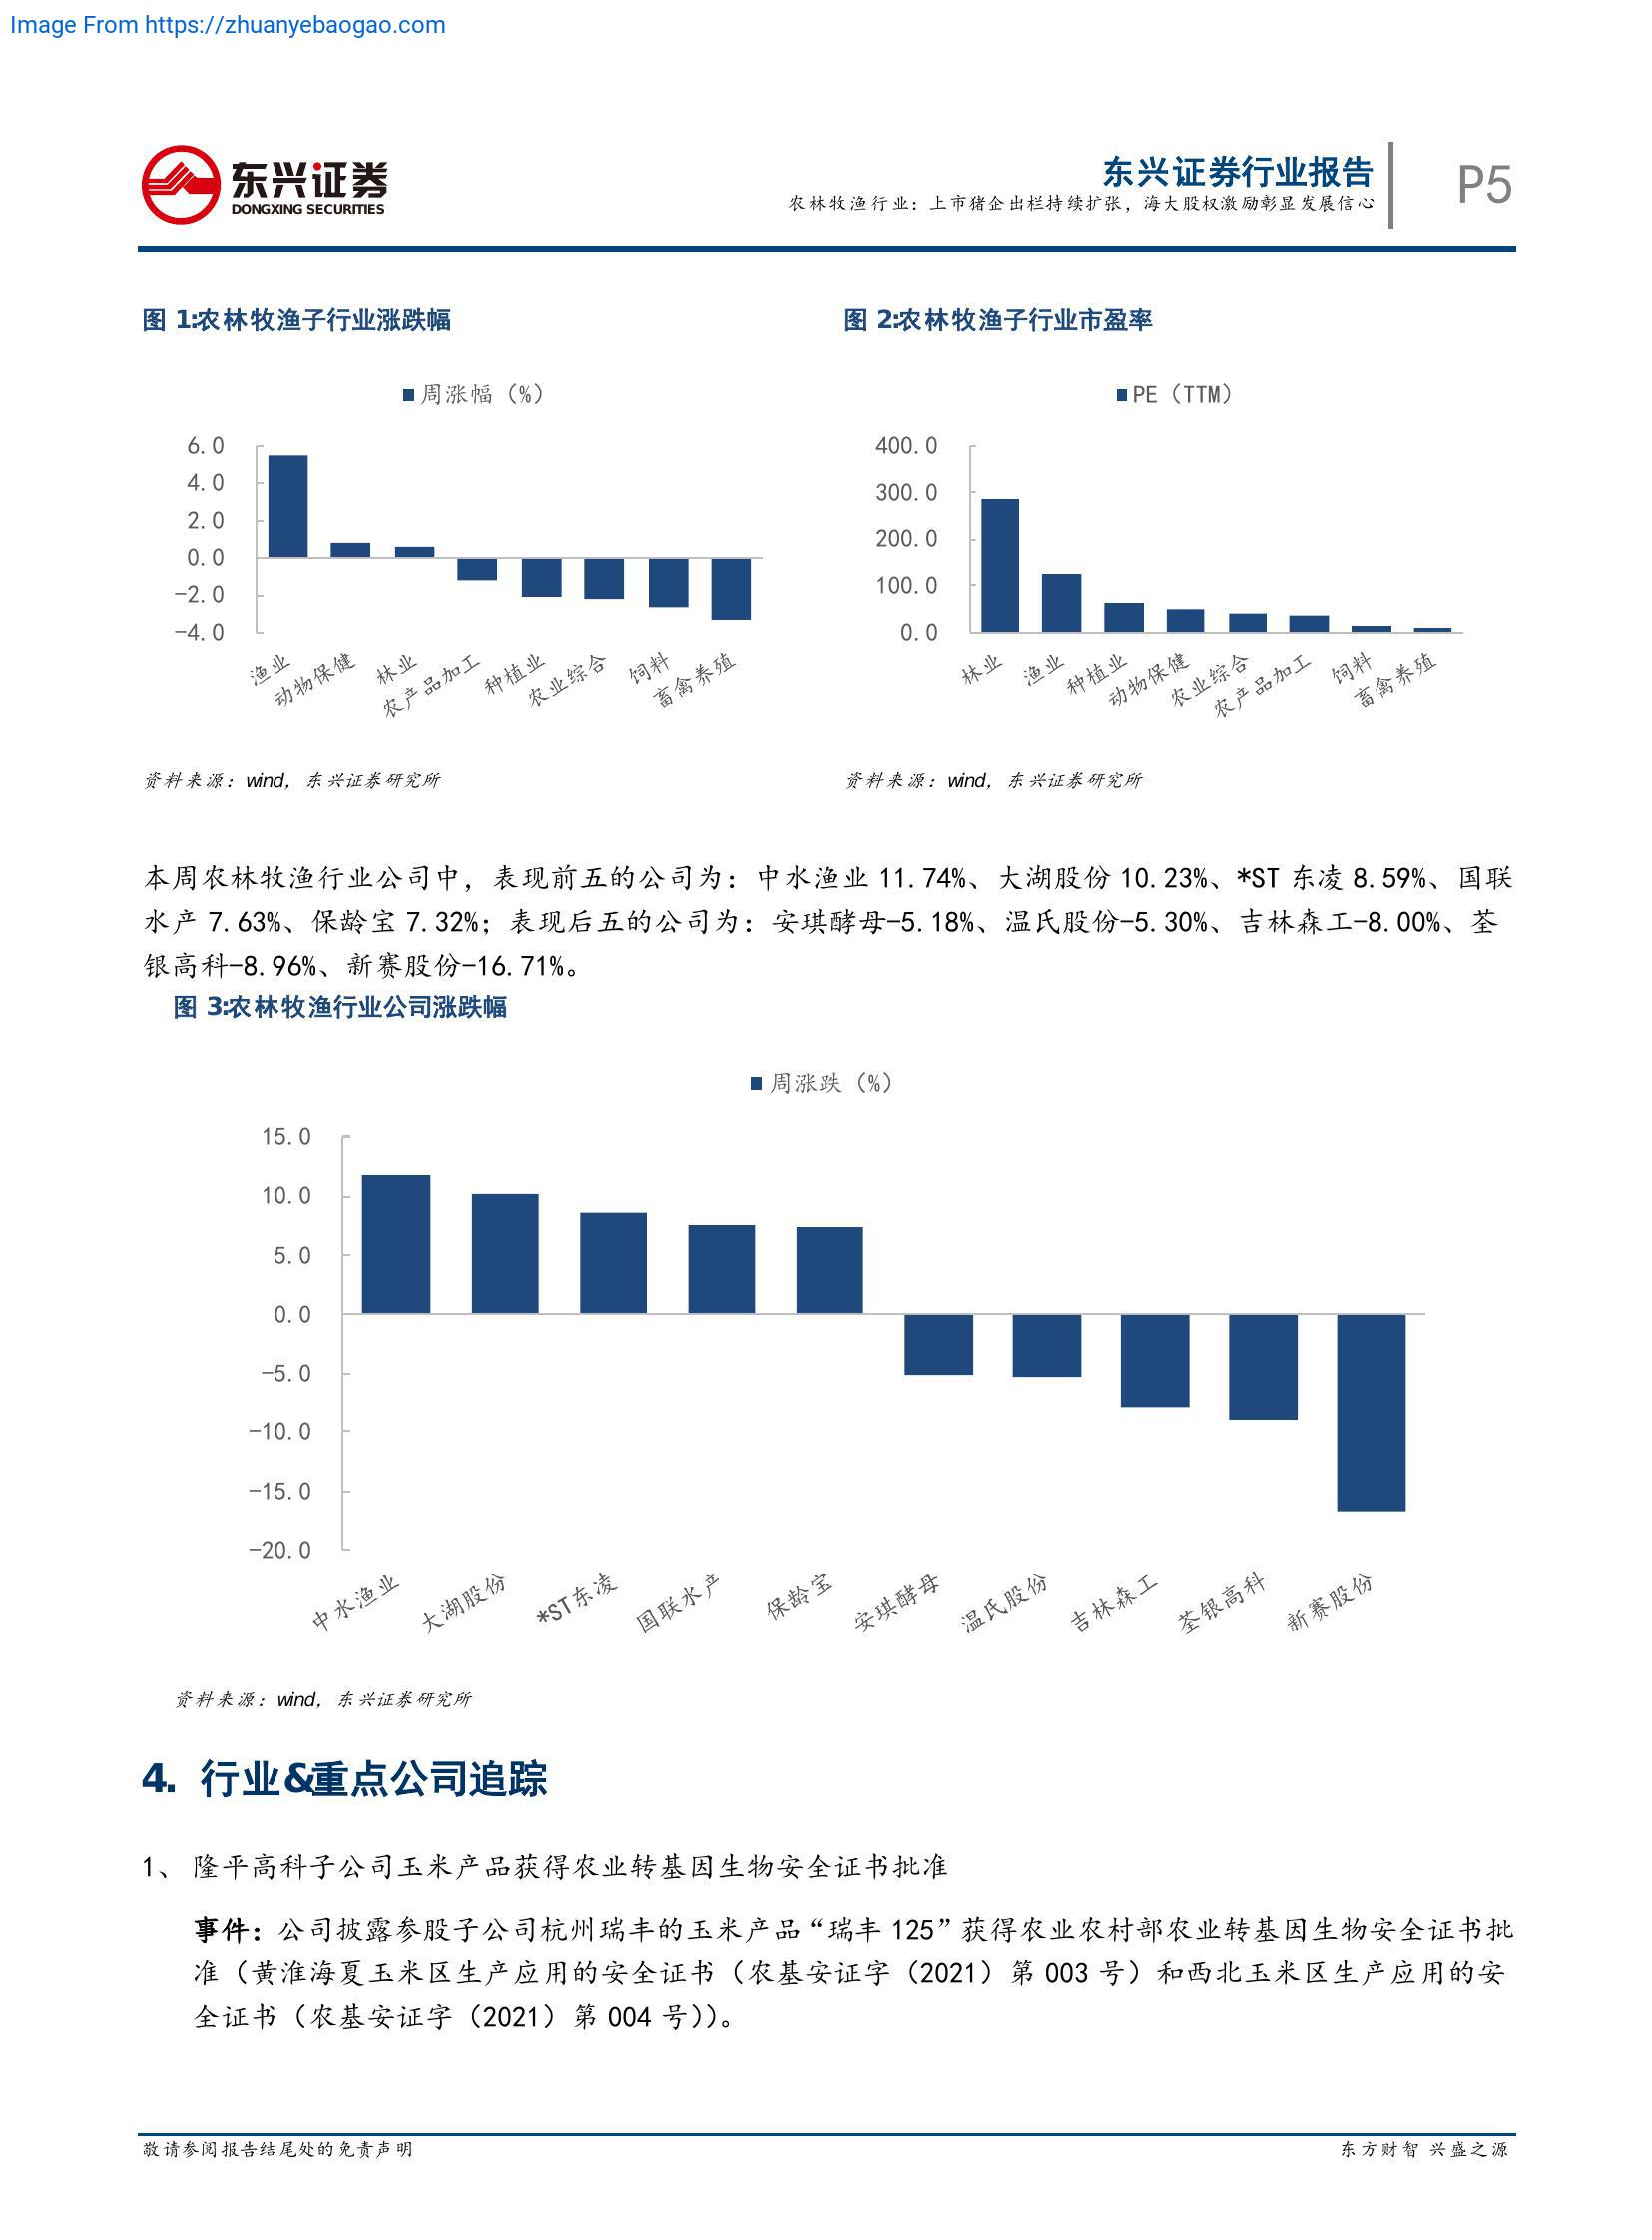 Image From https://zhuanyebaogao.com
东兴证券
DONGXING SECURITIES
东兴证券行业报告
农林牧渔行业：上市猪企出栏持续扩张，海大股权激励彰显发展信心
P5
图 1:农林牧渔子行业涨跌幅
周涨幅（%）
6.0
4.0
2.0
0.0
-2.0
-4.0
渔业
动物保健
林业
农产品加工
种植业
农业综合
饲料
畜禽养殖
资料来源：wind，东兴证券研究所
图 2:农林牧渔子行业市盈率
PE（TTM）
400.0
300.0
200.0
100.0
0.0
林业
渔业
种植业
动物保健
农业综合
农产品加工
饲料
畜禽养殖
资料来源：wind，东兴证券研究所
本周农林牧渔行业公司中，表现前五的公司为：中水渔业 11.74%、大湖股份 10.23%、*ST 东凌 8.59%、国联
水产 7.63%、保龄宝 7.32%；表现后五的公司为：安琪酵母-5.18%、温氏股份-5.30%、吉林森工-8.00%、荃
银高科-8.96%、新赛股份-16.71%。
图 3:农林牧渔行业公司涨跌幅
周涨跌（%）
15.0
10.0
5.0
0.0
-5.0
-10.0
-15.0
-20.0
中水渔业
大湖股份
*ST东凌
国联水产
保龄宝
安琪酵母
温氏股份
吉林森工
荃银高科
新赛股份
资料来源：wind，东兴证券研究所
4. 行业&重点公司追踪
1、 隆平高科子公司玉米产品获得农业转基因生物安全证书批准
事件：公司披露参股子公司杭州瑞丰的玉米产品“瑞丰 125”获得农业农村部农业转基因生物安全证书批
准（黄淮海夏玉米区生产应用的安全证书（农基安证字（2021）第 003 号）和西北玉米区生产应用的安
全证书（农基安证字（2021）第 004 号））。
敬请参阅报告结尾处的免责声明
东方财智 兴盛之源